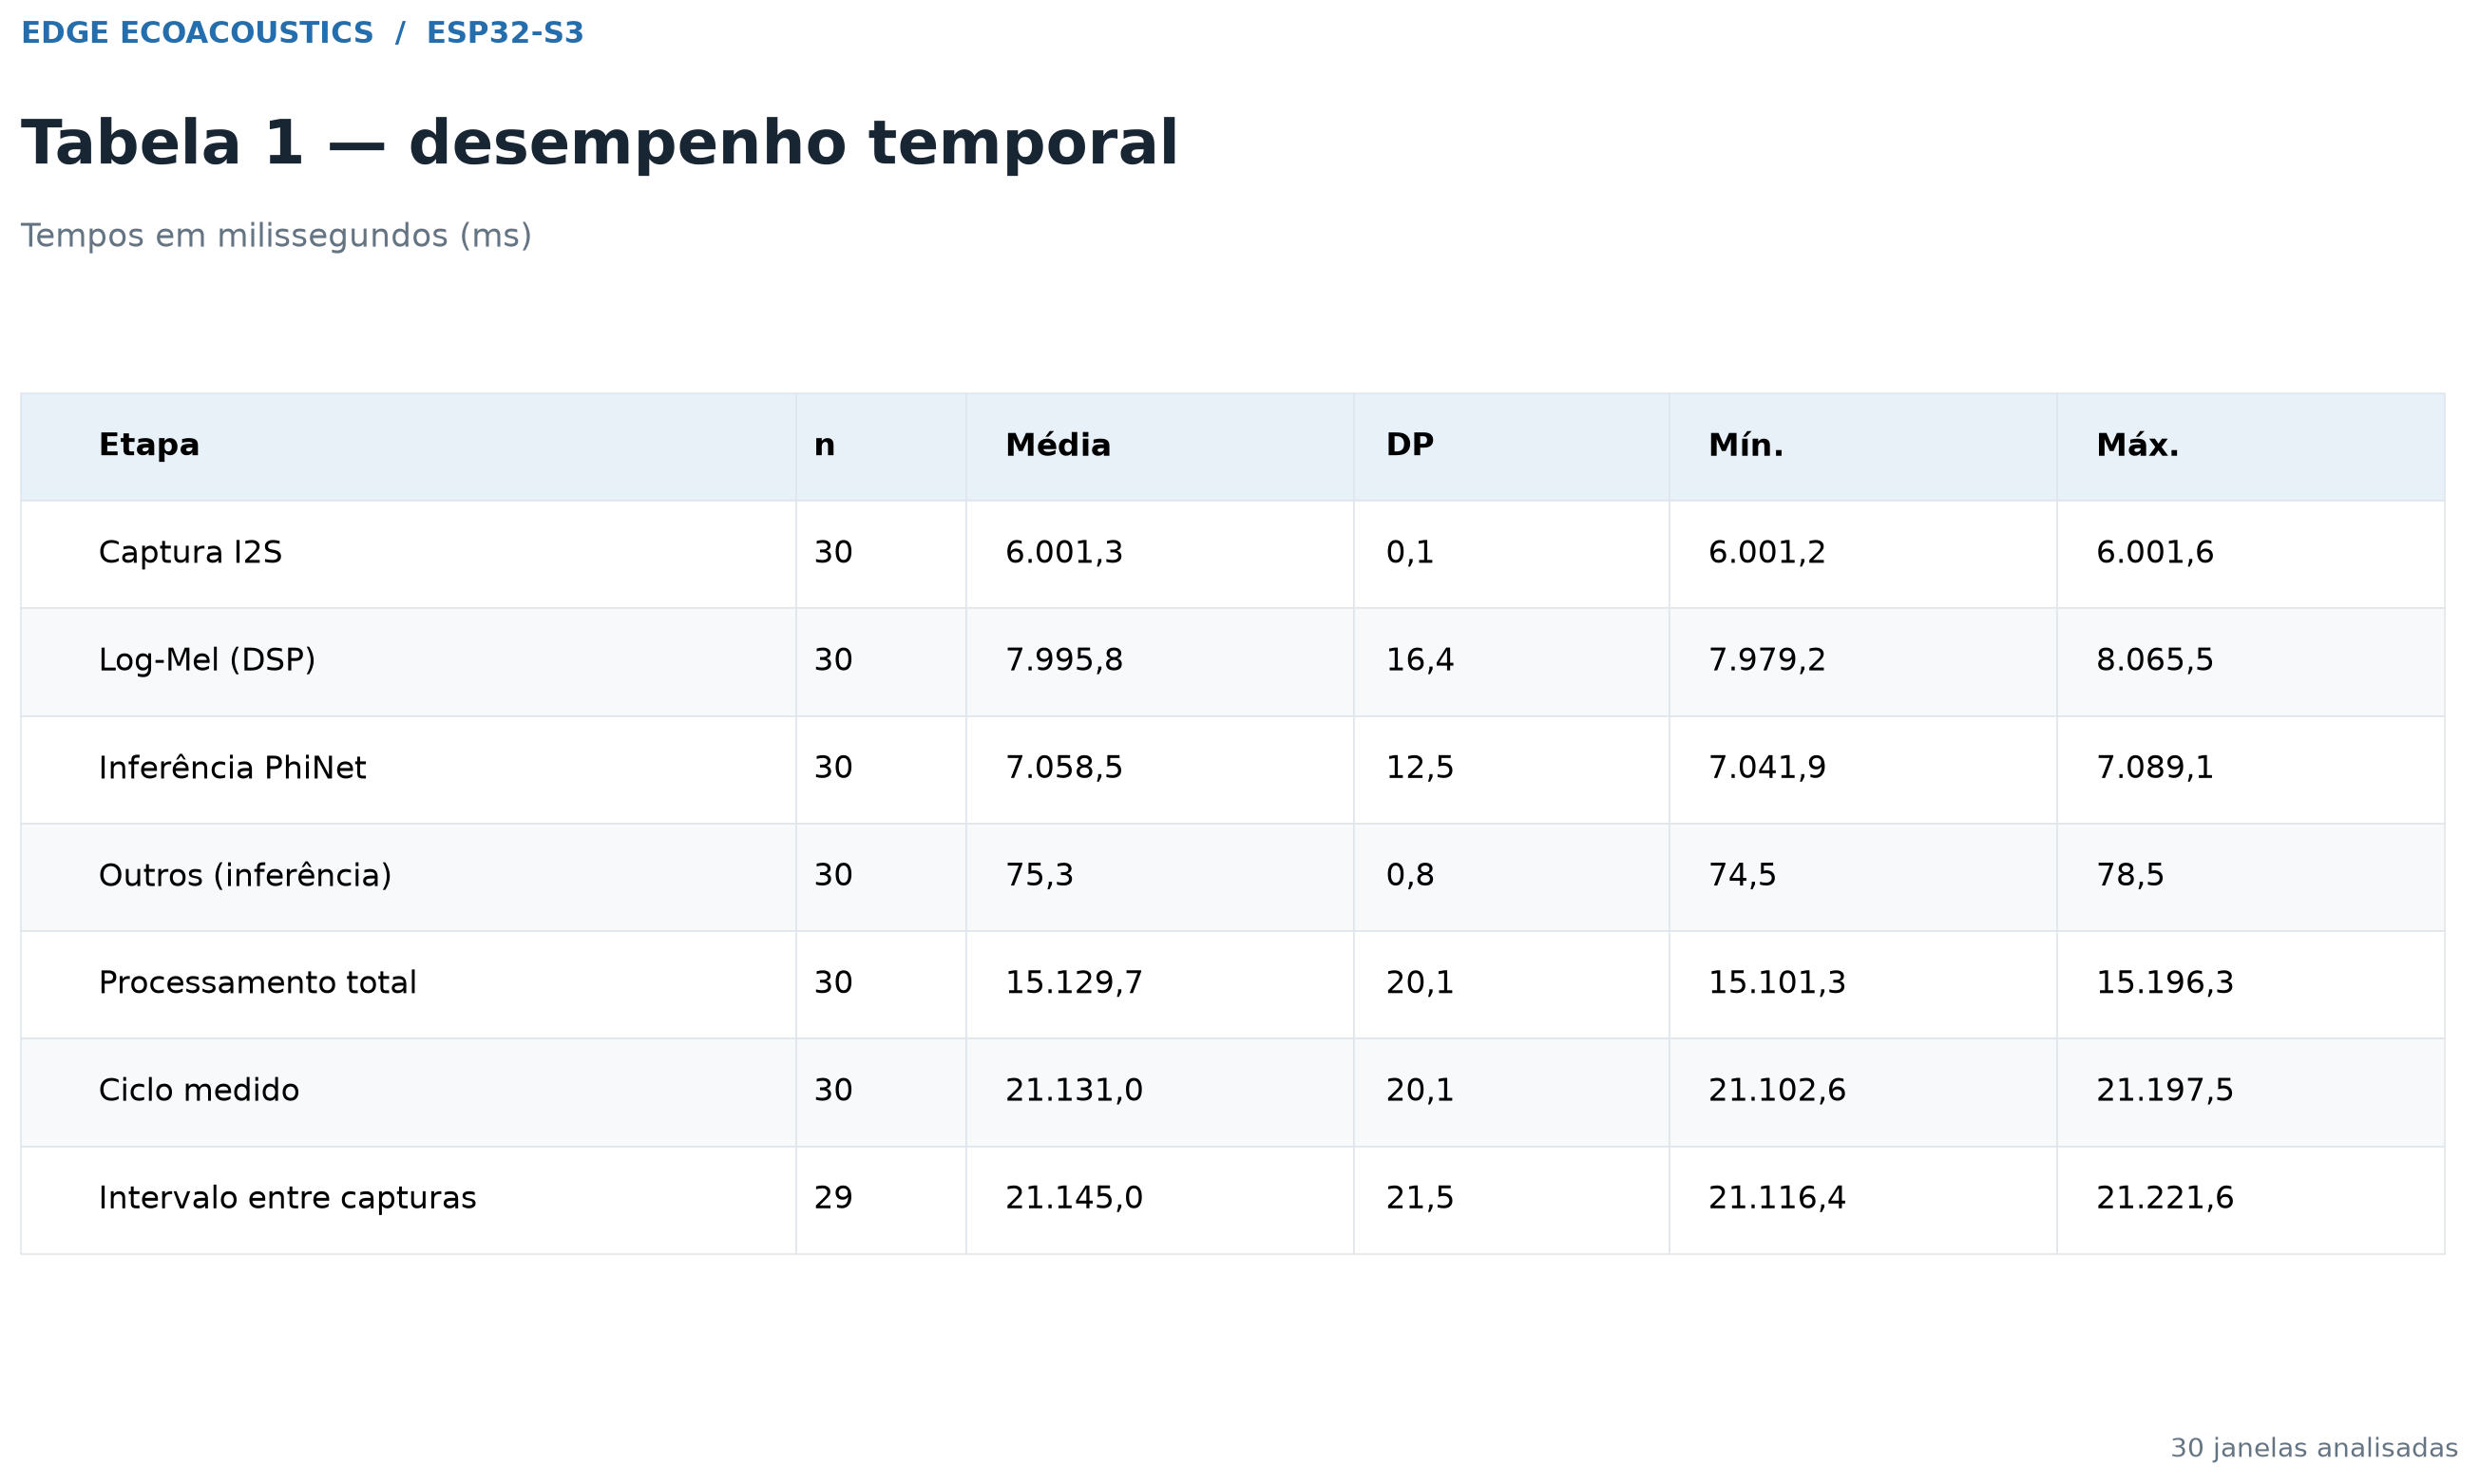 EDGE ECOACOUSTICS / ESP32-S3
Tabela 1 — desempenho temporal
Tempos em milissegundos (ms)
Etapa n Média DP Mín. Máx.
Captura I2S 30 6.001,3 0,1 6.001,2 6.001,6
Log-Mel (DSP) 30 7.995,8 16,4 7.979,2 8.065,5
Inferência PhiNet 30 7.058,5 12,5 7.041,9 7.089,1
Outros (inferência) 30 75,3 0,8 74,5 78,5
Processamento total 30 15.129,7 20,1 15.101,3 15.196,3
Ciclo medido 30 21.131,0 20,1 21.102,6 21.197,5
Intervalo entre capturas 29 21.145,0 21,5 21.116,4 21.221,6
30 janelas analisadas